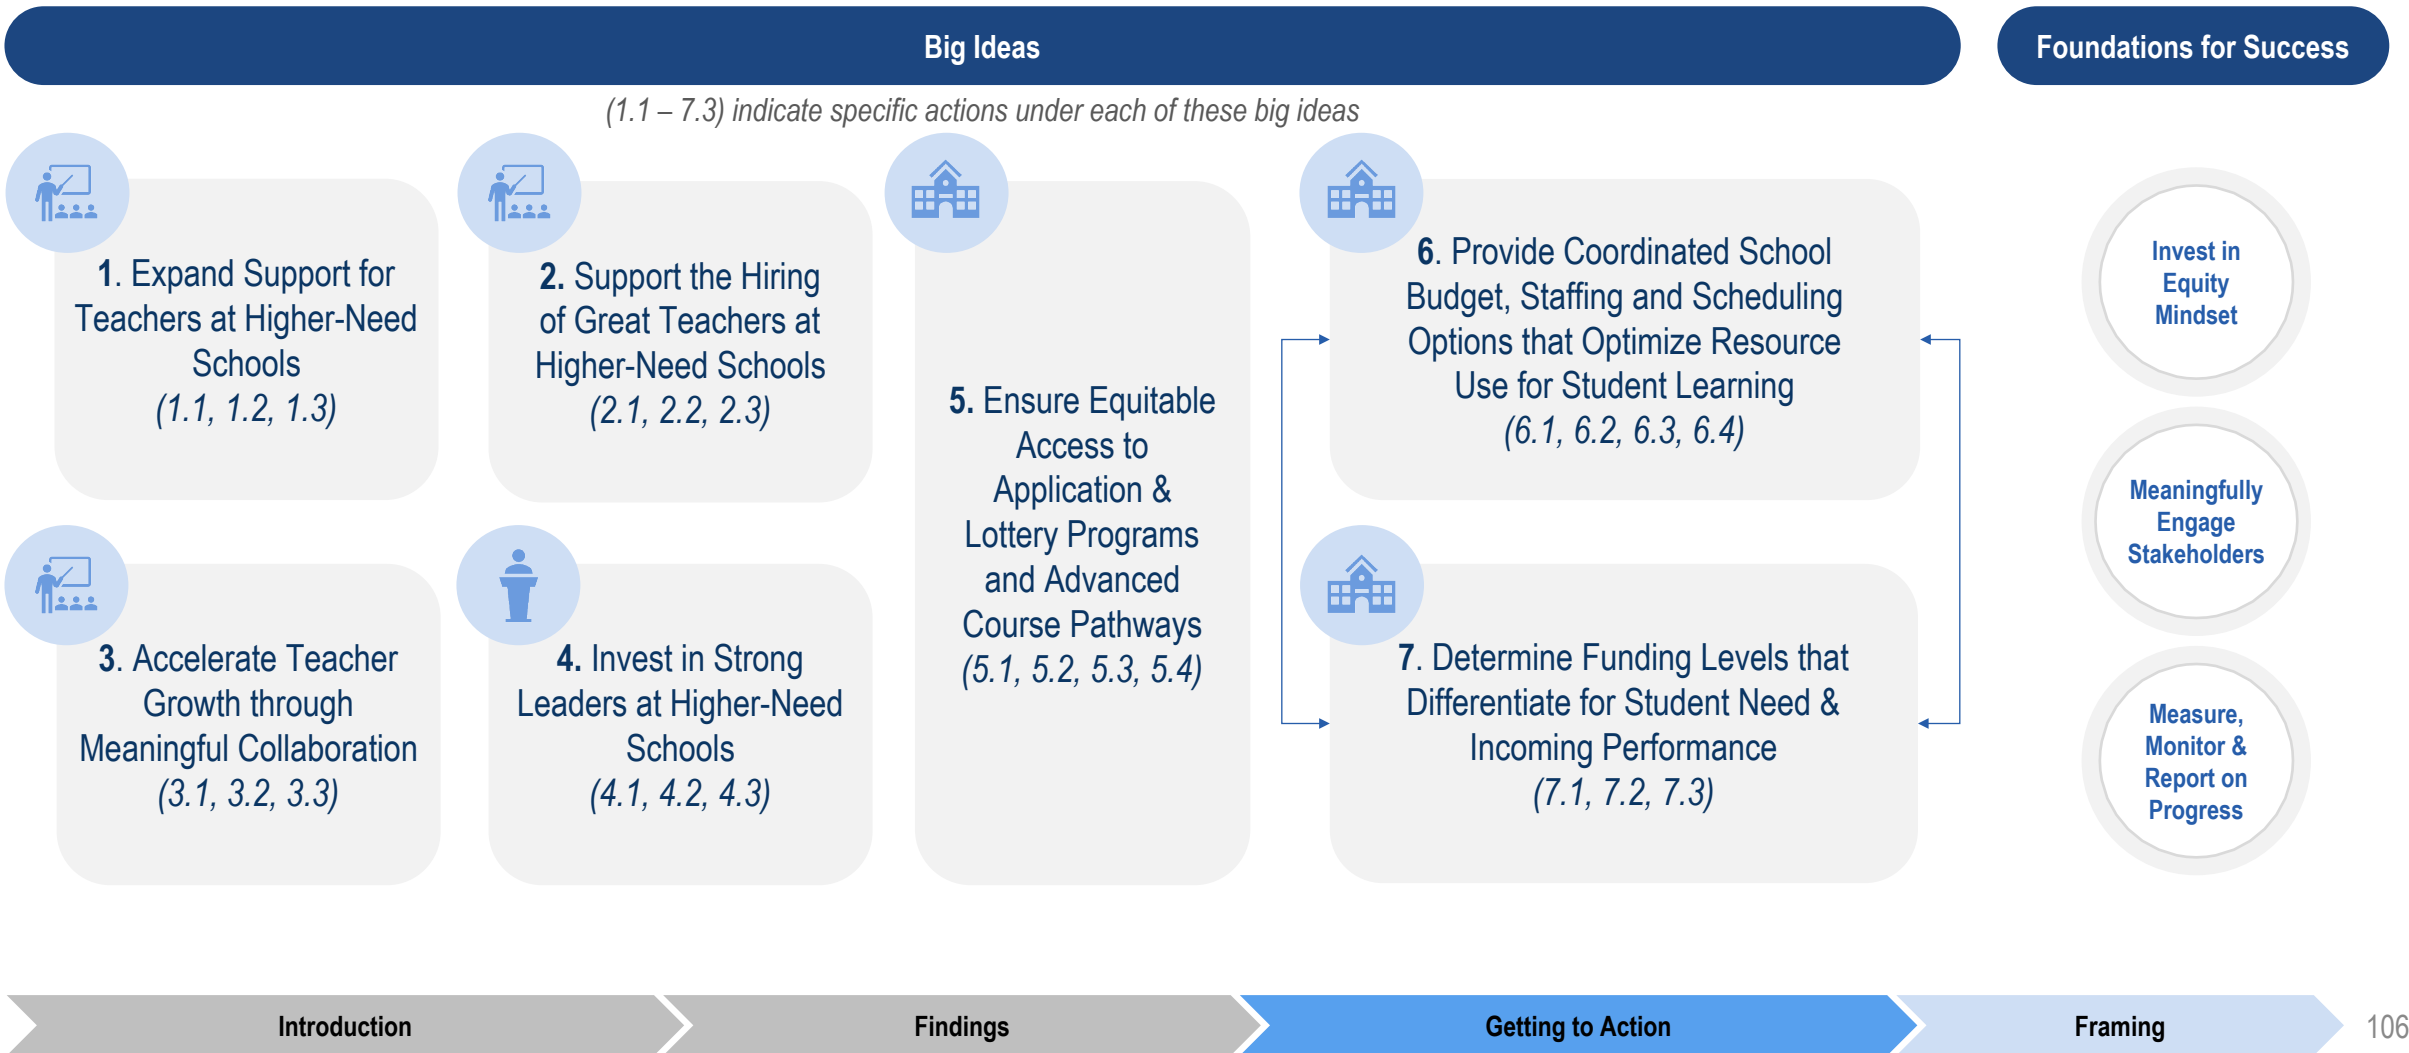 Big Ideas
Foundations for Success
(1.1 – 7.3) indicate specific actions under each of these big ideas
1. Expand Support for
Teachers at Higher-Need
Schools
(1.1, 1.2, 1.3)
2. Support the Hiring
of Great Teachers at
Higher-Need Schools
(2.1, 2.2, 2.3)
3. Accelerate Teacher
Growth through
Meaningful Collaboration
(3.1, 3.2, 3.3)
4. Invest in Strong
Leaders at Higher-Need
Schools
(4.1, 4.2, 4.3)
5. Ensure Equitable
Access to
Application &
Lottery Programs
and Advanced
Course Pathways
(5.1, 5.2, 5.3, 5.4)
6. Provide Coordinated School
Budget, Staffing and Scheduling
Options that Optimize Resource
Use for Student Learning
(6.1, 6.2, 6.3, 6.4)
7. Determine Funding Levels that
Differentiate for Student Need &
Incoming Performance
(7.1, 7.2, 7.3)
Invest in
Equity
Mindset
Meaningfully
Engage
Stakeholders
Measure,
Monitor &
Report on
Progress
Introduction
Findings
Getting to Action
Framing
106